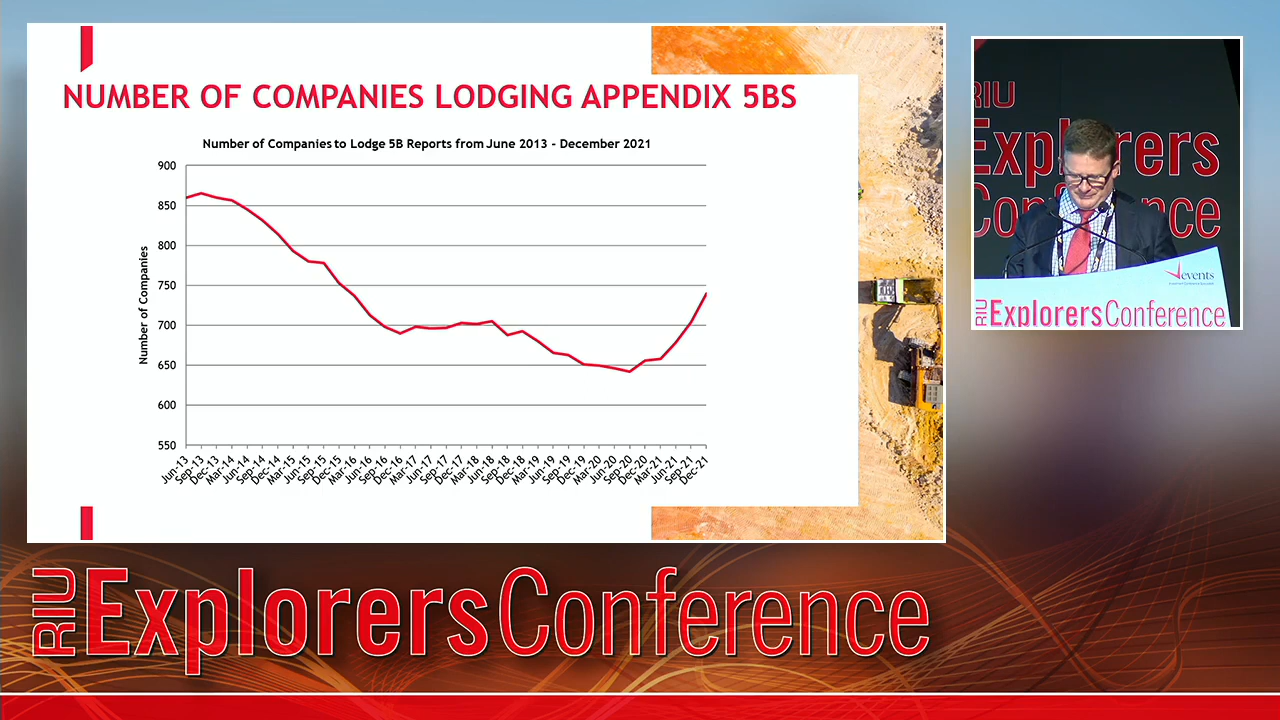 NUMBER OF COMPANIES LODGING APPENDIX 5BS
Number of Companies to Lodge 5B Reports from June 2013 - December 2021
Number of Companies
900
850
800
750
700
650
600
550
Jun-13
Sep-13
Dec-13
Mar-14
Jun-14
Sep-14
Dec-14
Mar-15
Jun-15
Sep-15
Dec-15
Mar-16
Jun-16
Sep-16
Dec-16
Mar-17
Jun-17
Sep-17
Dec-17
Mar-18
Jun-18
Sep-18
Dec-18
Mar-19
Jun-19
Sep-19
Dec-19
Mar-20
Jun-20
Sep-20
Dec-20
Mar-21
Jun-21
Sep-21
Dec-21
RIU
Explorers
Conference
events
RIU ExplorersConference
RIU ExplorersConference